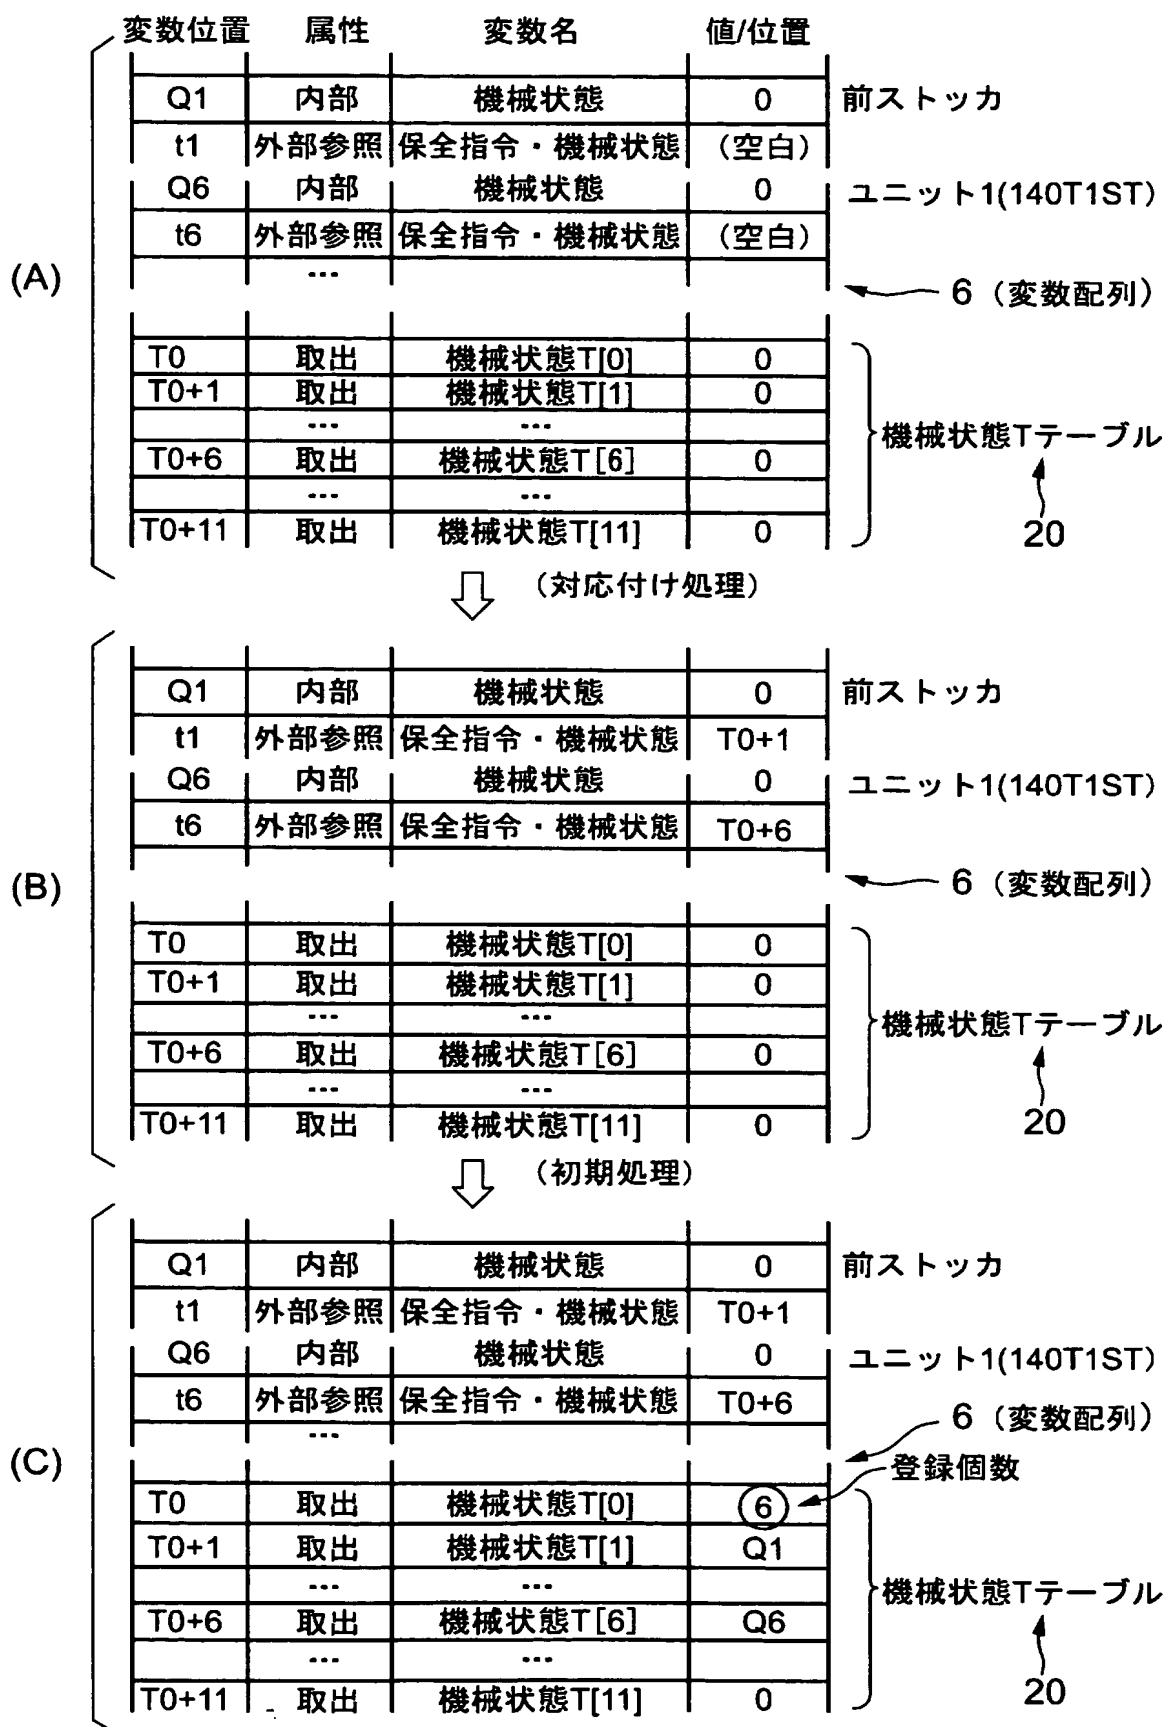 変数位置 属性 変数名 値/位置
Q1 内部 機械状態 0 前ストッカ
t1 外部参照 保全指令・機械状態 (空白)
Q6 内部 機械状態 0 ユニット1(140T1ST)
t6 外部参照 保全指令・機械状態 (空白)
...
(A)
6 (変数配列)
T0 取出 機械状態T[0] 0
T0+1 取出 機械状態T[1] 0
... ...
T0+6 取出 機械状態T[6] 0
機械状態Tテーブル
... ...
T0+11 取出 機械状態T[11] 0
20
(対応付け処理)
Q1 内部 機械状態 0 前ストッカ
t1 外部参照 保全指令・機械状態 T0+1
Q6 内部 機械状態 0 ユニット1(140T1ST)
t6 外部参照 保全指令・機械状態 T0+6
(B)
6 (変数配列)
T0 取出 機械状態T[0] 0
T0+1 取出 機械状態T[1] 0
... ...
機械状態Tテーブル
T0+6 取出 機械状態T[6] 0
... ...
T0+11 取出 機械状態T[11] 0
20
(初期処理)
Q1 内部 機械状態 0 前ストッカ
t1 外部参照 保全指令・機械状態 T0+1
Q6 内部 機械状態 0 ユニット1(140T1ST)
t6 外部参照 保全指令・機械状態 T0+6
...
6 (変数配列)
(C)
登録個数
T0 取出 機械状態T[0] 6
T0+1 取出 機械状態T[1] Q1
... ...
機械状態Tテーブル
T0+6 取出 機械状態T[6] Q6
... ...
T0+11 取出 機械状態T[11] 0
20